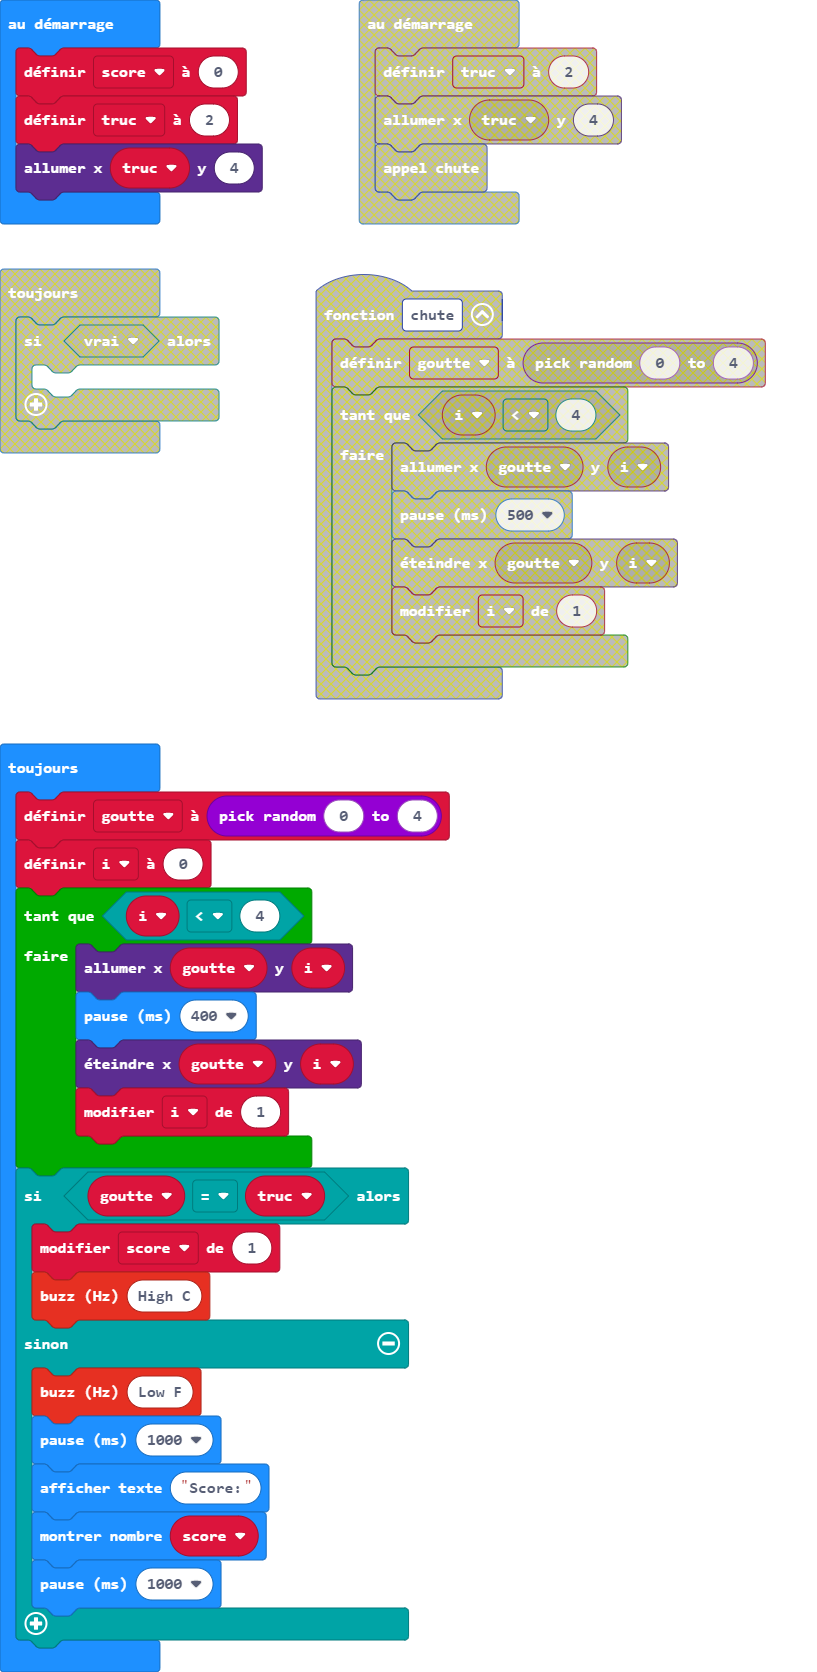 au démarrage
définir score à 0
définir truc à 2
allumer x truc y 4
au démarrage
définir truc à 2
allumer x truc y 4
appel chute
toujours
si vrai alors
fonction chute
définir goutte à pick random 0 to 4
tant que i < 4
faire
allumer x goutte y i
pause (ms) 500
éteindre x goutte y i
modifier i de 1
toujours
définir goutte à pick random 0 to 4
définir i à 0
tant que i < 4
faire
allumer x goutte y i
pause (ms) 400
éteindre x goutte y i
modifier i de 1
si goutte = truc alors
modifier score de 1
buzz (Hz) High C
sinon
buzz (Hz) Low F
pause (ms) 1000
afficher texte "Score:"
montrer nombre score
pause (ms) 1000